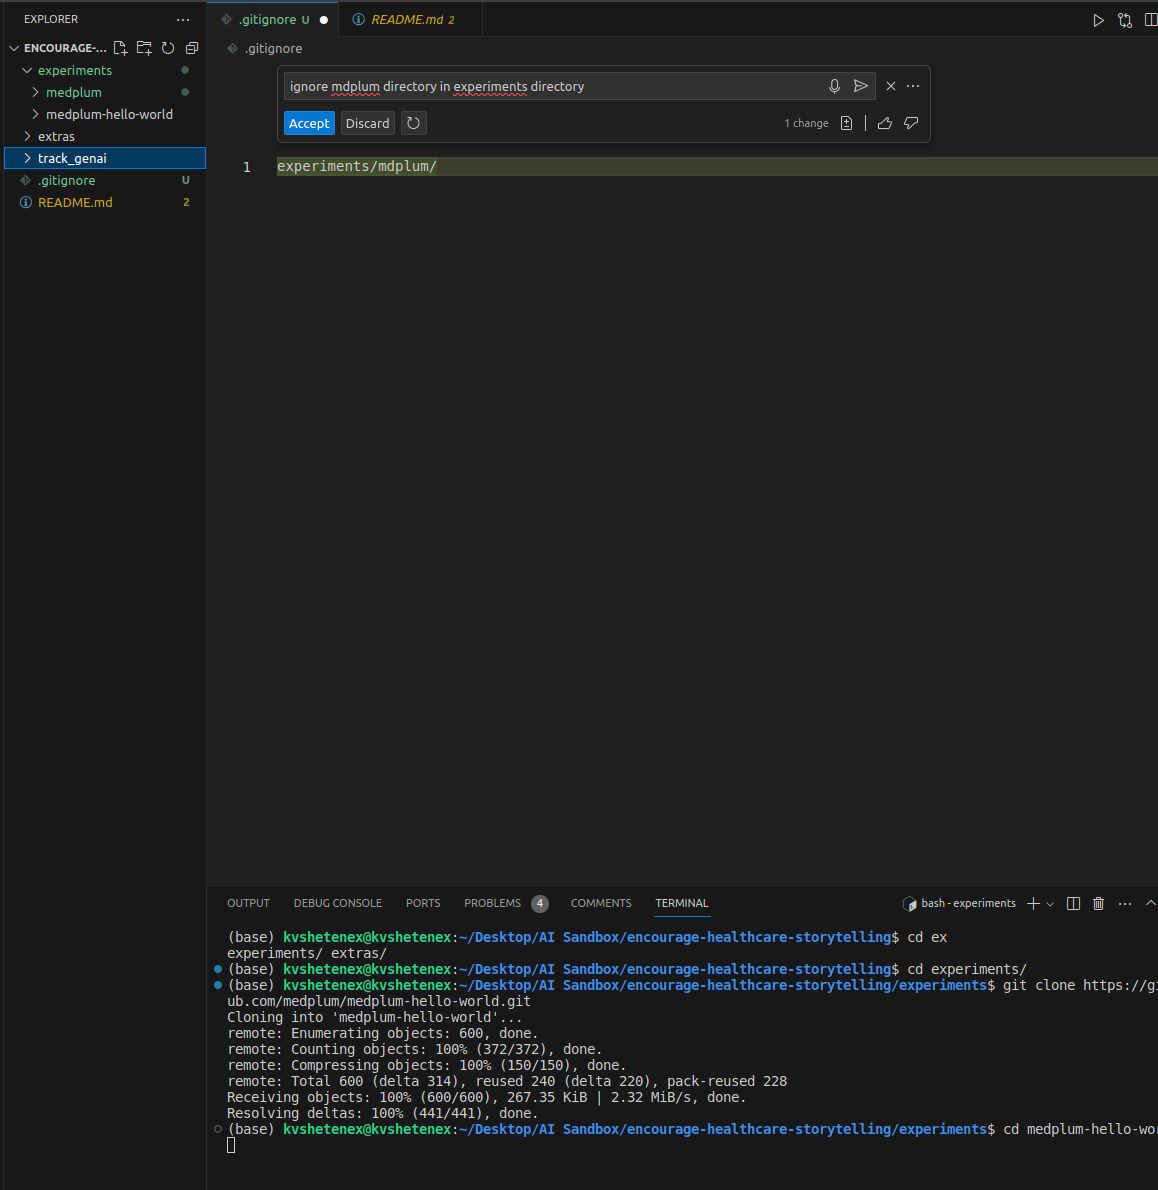 EXPLORER
ENCOURAGE-...
experiments
medplum
medplum-hello-world
extras
track_genai
.gitignore U
README.md 2
.gitignore U
README.md 2
.gitignore
ignore mdplum directory in experiments directory
Accept Discard
1 change
1 experiments/mdplum/
OUTPUT DEBUG CONSOLE PORTS PROBLEMS 4 COMMENTS TERMINAL
bash - experiments
(base) kvshetenex@kvshetenex:~/Desktop/AI Sandbox/encourage-healthcare-storytelling$ cd ex
experiments/ extras/
(base) kvshetenex@kvshetenex:~/Desktop/AI Sandbox/encourage-healthcare-storytelling$ cd experiments/
(base) kvshetenex@kvshetenex:~/Desktop/AI Sandbox/encourage-healthcare-storytelling/experiments$ git clone https://gi
ub.com/medplum/medplum-hello-world.git
Cloning into 'medplum-hello-world'...
remote: Enumerating objects: 600, done.
remote: Counting objects: 100% (372/372), done.
remote: Compressing objects: 100% (150/150), done.
remote: Total 600 (delta 314), reused 240 (delta 220), pack-reused 228
Receiving objects: 100% (600/600), 267.35 KiB | 2.32 MiB/s, done.
Resolving deltas: 100% (441/441), done.
(base) kvshetenex@kvshetenex:~/Desktop/AI Sandbox/encourage-healthcare-storytelling/experiments$ cd medplum-hello-wor